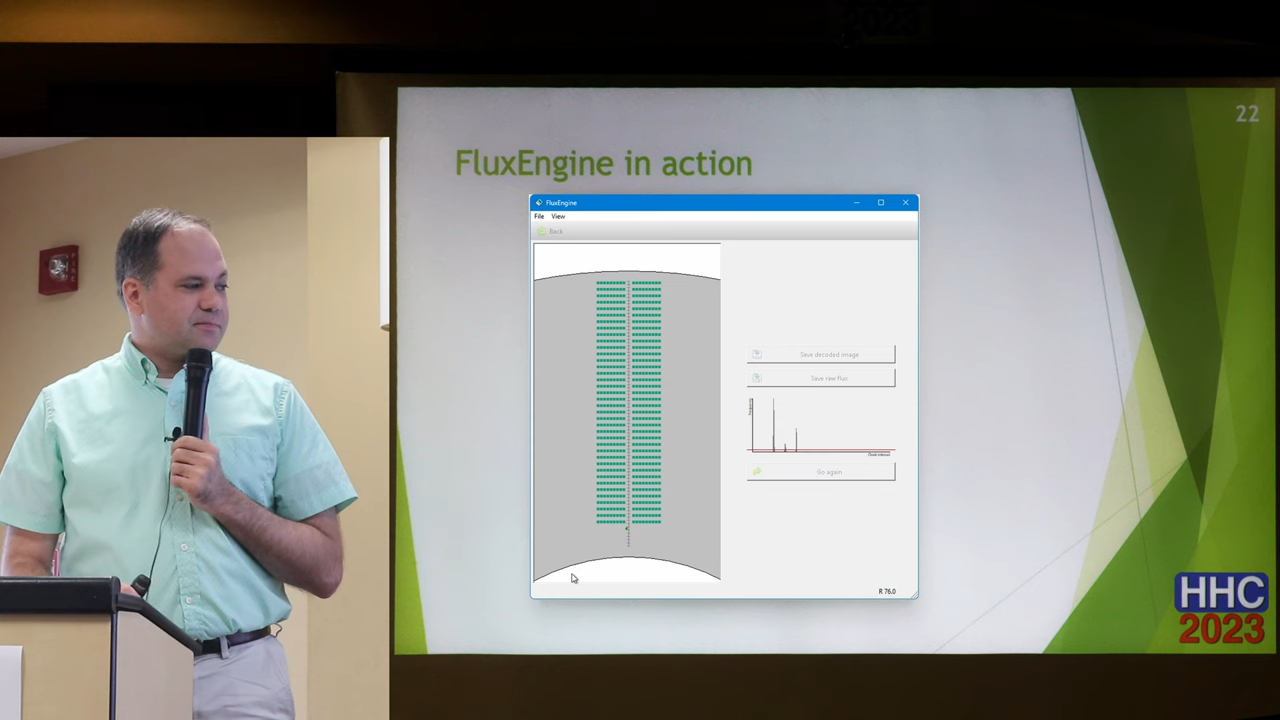 22
FluxEngine in action
FluxEngine
File View
Back
Save decoded image
Save raw flux
Go again
R 76.0
HHC
2023